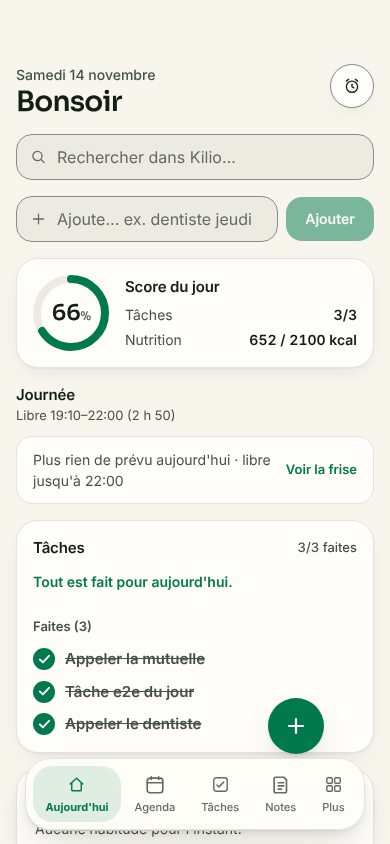 Samedi 14 novembre
Bonsoir
Rechercher dans Kilio...
Ajoute... ex. dentiste jeudi
Ajouter
66%
Score du jour
Tâches 3/3
Nutrition 652 / 2100 kcal
Journée
Libre 19:10–22:00 (2 h 50)
Plus rien de prévu aujourd'hui · libre
jusqu'à 22:00
Voir la frise
Tâches
3/3 faites
Tout est fait pour aujourd'hui.
Faites (3)
Appeler la mutuelle
Tâche e2e du jour
Appeler le dentiste
Aujourd'hui
Agenda
Tâches
Notes
Plus
Aucune habitude pour l'instant.